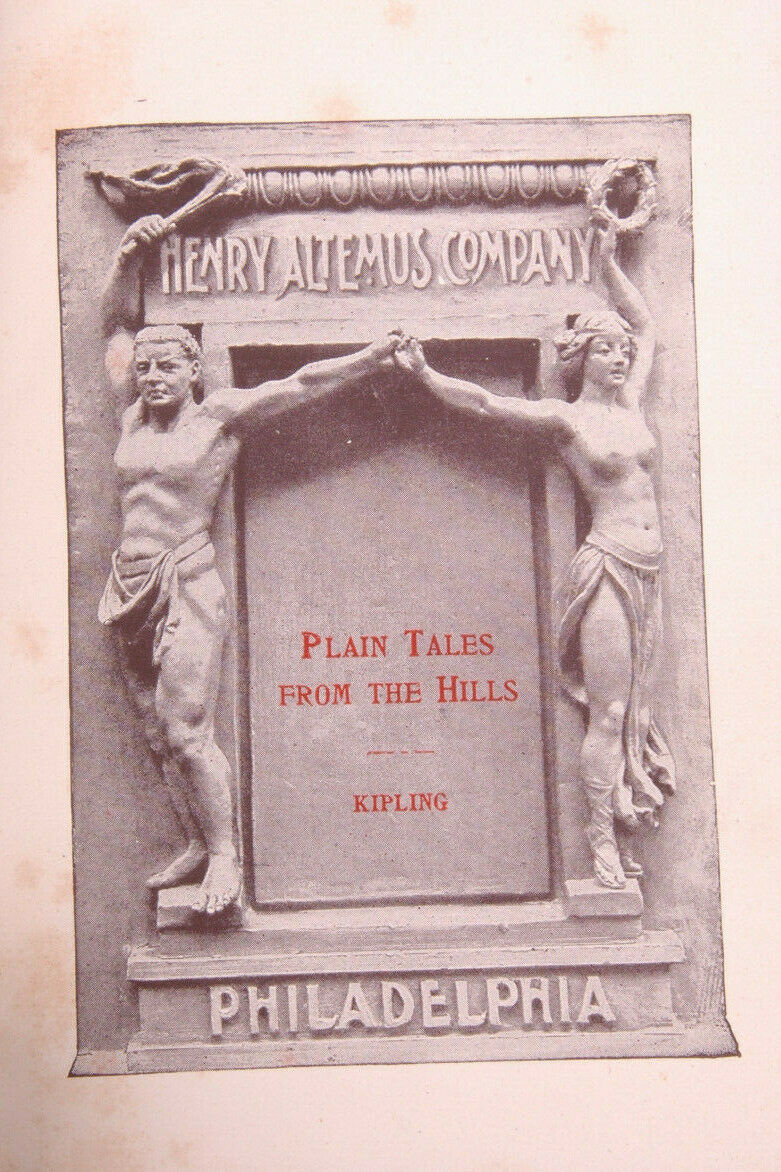 HENRY ALTEMUS COMPANY
PLAIN TALES
FROM THE HILLS
KIPLING
PHILADELPHIA